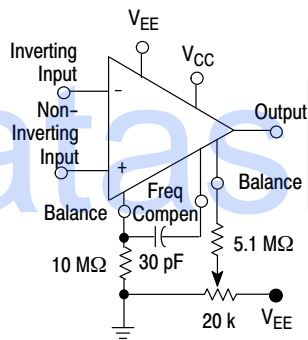 VEE
Inverting
Input
VCC
Non–
Inverting
Input
–
+
Output
Freq
Compen
Balance
Balance
10 MΩ
30 pF
5.1 MΩ
20 k
VEE
atas